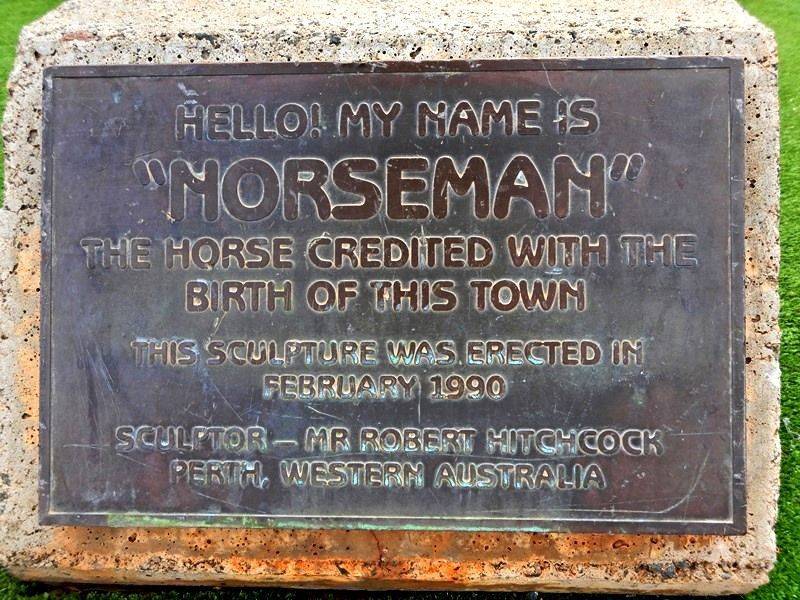 HELLO! MY NAME IS
"NORSEMAN"
THE HORSE CREDITED WITH THE
BIRTH OF THIS TOWN
THIS SCULPTURE WAS ERECTED IN
FEBRUARY 1990
SCULPTOR — MR ROBERT HITCHCOCK
PERTH, WESTERN AUSTRALIA